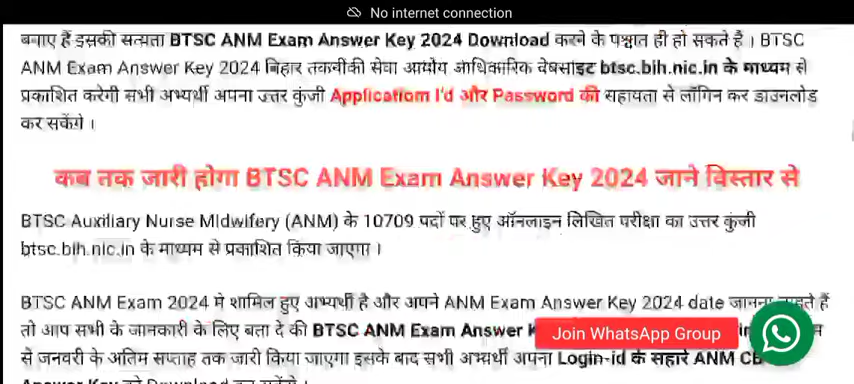 No internet connection
बनाए हैं इसकी सत्यता BTSC ANM Exam Answer Key 2024 Download करने के पश्चात ही हो सकते है । BTSC
ANM Exam Answer Key 2024 बिहार तकनीकी सेवा आयोग आधिकारिक वेबसाइट btsc.bih.nic.in के माध्यम से
प्रकाशित करेगी सभी अभ्यर्थी अपना उत्तर कुंजी Applicatiom I'd और Password की सहायता से लॉगिन कर डाउनलोड
कर सकेंगे ।
कब तक जारी होगा BTSC ANM Exam Answer Key 2024 जाने विस्तार से
BTSC Auxiliary Nurse Midwifery (ANM) के 10709 पदों पर हुए ऑनलाइन लिखित परीक्षा का उत्तर कुंजी
btsc.bih.nic.in के माध्यम से प्रकाशित किया जाएगा ।
BTSC ANM Exam 2024 मे शामिल हुए अभ्यर्थी है और अपने ANM Exam Answer Key 2024 date जानना चाहते हैं
तो आप सभी के जानकारी के लिए बता दे की BTSC ANM Exam Answer
Join WhatsApp Group
से जनवरी के अंतिम सप्ताह तक जारी किया जाएगा इसके बाद सभी अभ्यर्थी अपना Login-id के सहारे ANM CB
Answer Key को Download कर सकेंगे ।